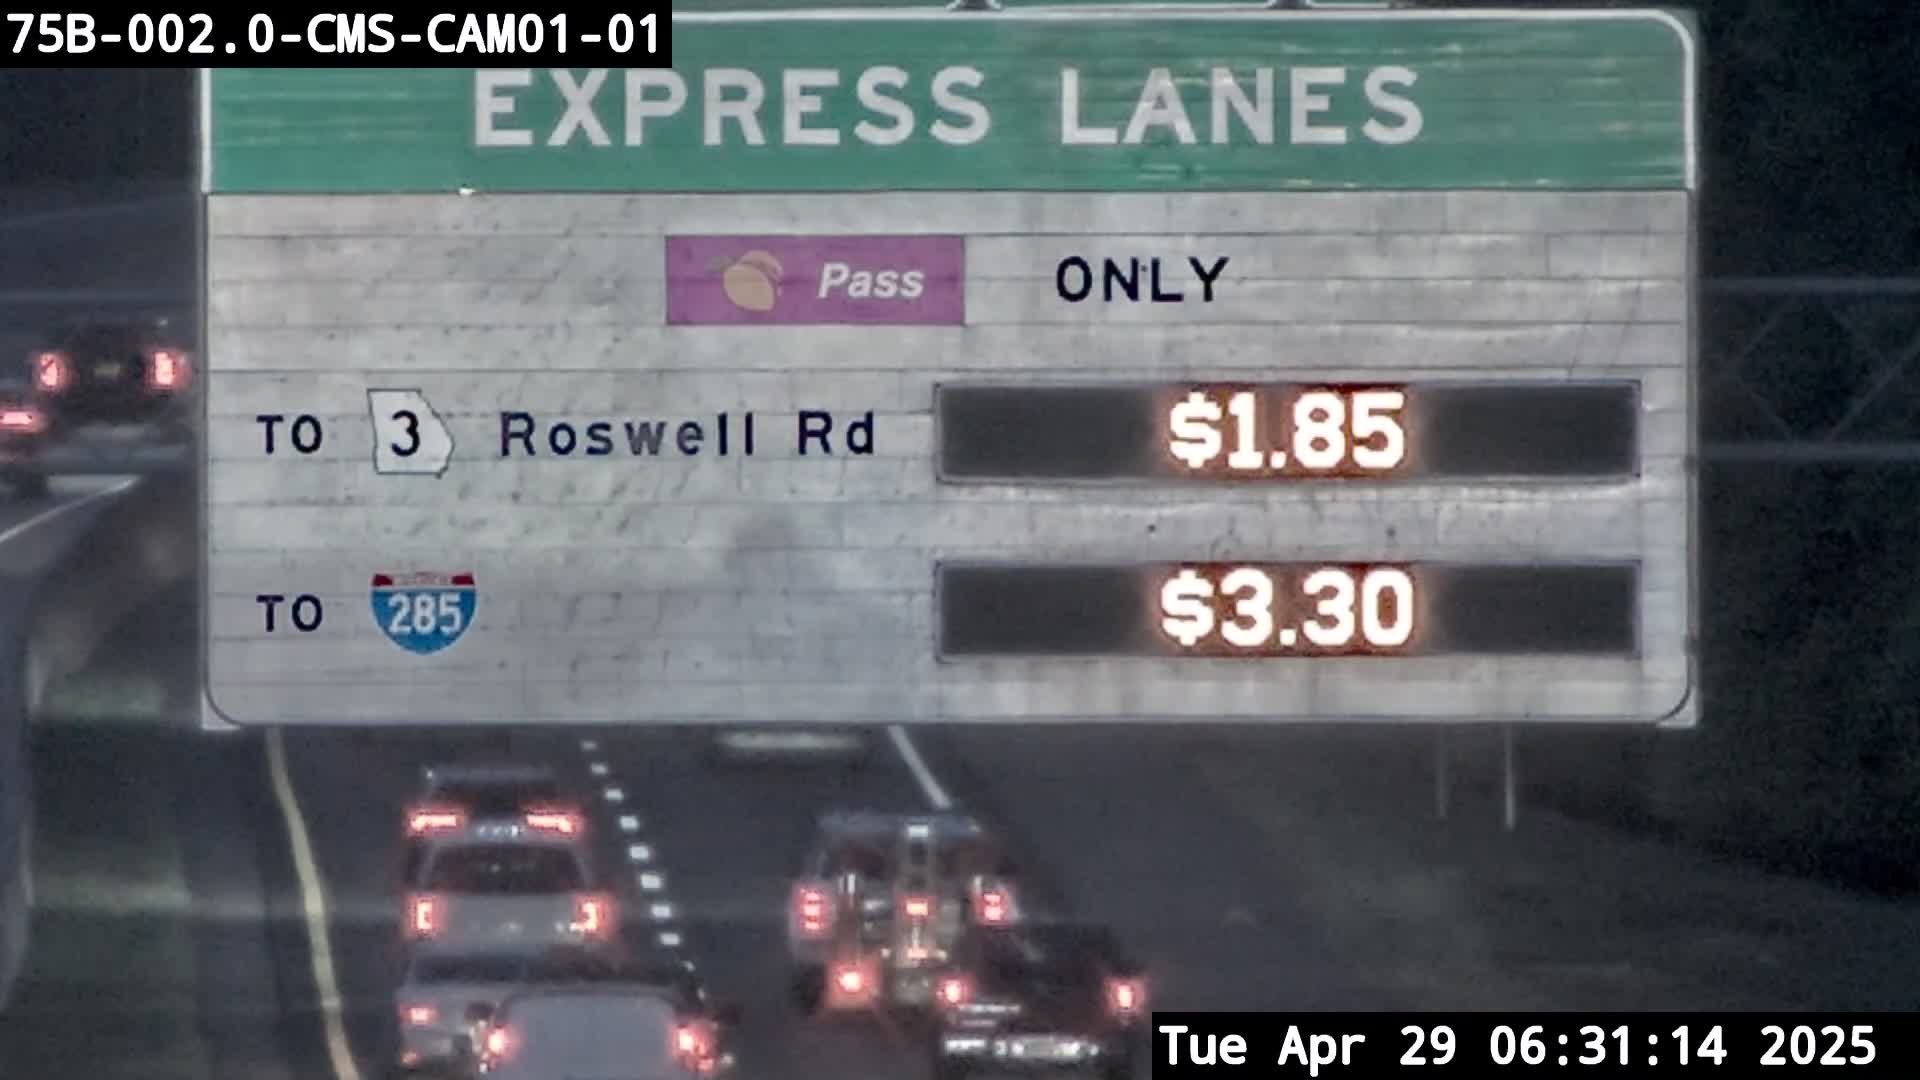 75B-002.0-CMS-CAM01-01
EXPRESS LANES
Pass ONLY
TO 3 Roswell Rd $1.85
TO 285 $3.30
Tue Apr 29 06:31:14 2025